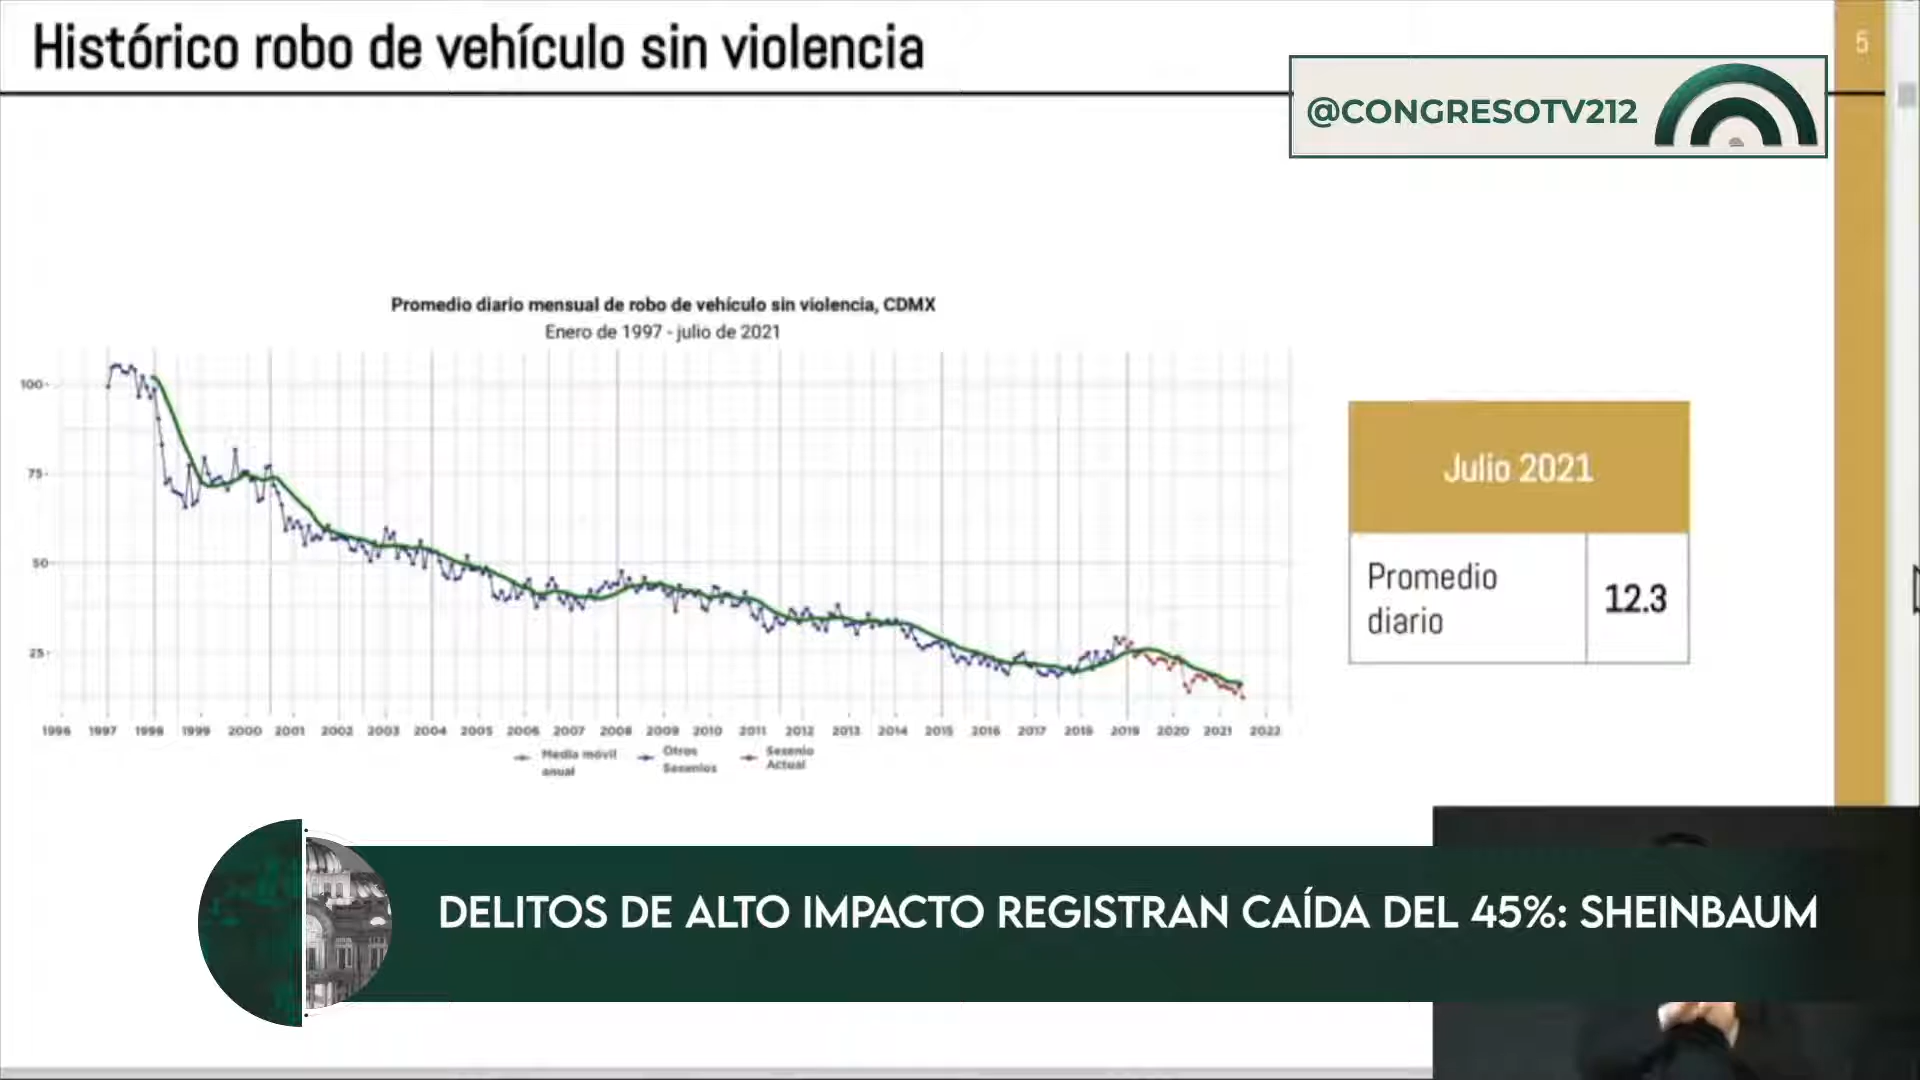 Histórico robo de vehículo sin violencia
5
@CONGRESOTV212
Promedio diario mensual de robo de vehículo sin violencia, CDMX
Enero de 1997 - julio de 2021
100
75
50
25
1996 1997 1998 1999 2000 2001 2002 2003 2004 2005 2006 2007 2008 2009 2010 2011 2012 2013 2014 2015 2016 2017 2018 2019 2020 2021 2022
Media móvil anual
Otros Sexenios
Sexenio Actual
Julio 2021
Promedio diario
12.3
DELITOS DE ALTO IMPACTO REGISTRAN CAÍDA DEL 45%: SHEINBAUM